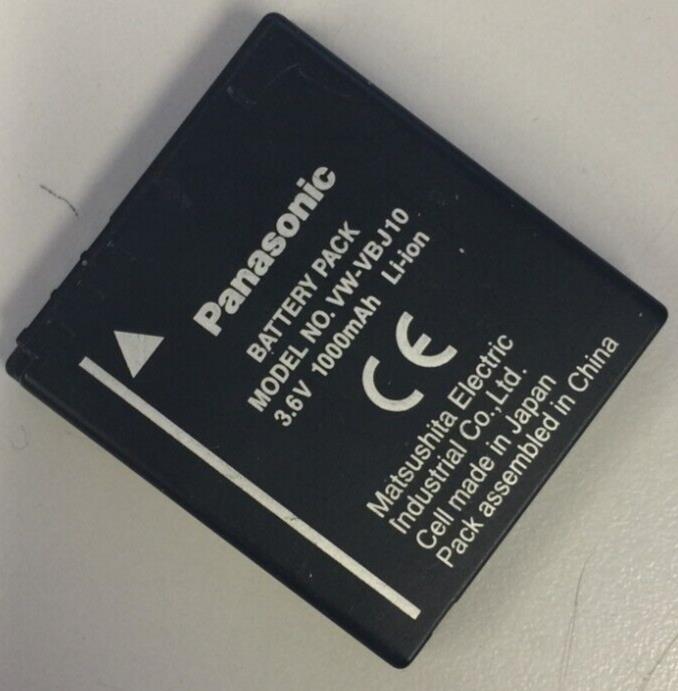 Panasonic
BATTERY PACK
MODEL NO. VW-VBJ10
3.6V 1000mAh Li-ion
CE
Matsushita Electric
Industrial Co.,Ltd.
Cell made in Japan
Pack assembled in China